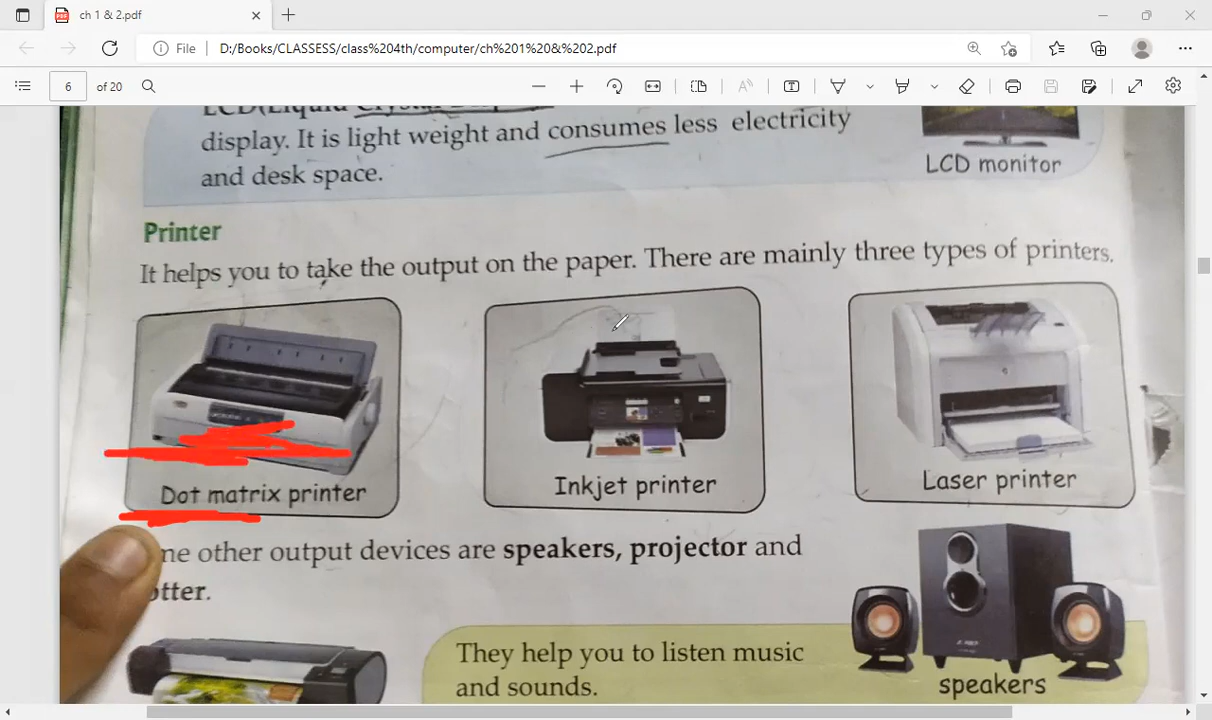 ch 1 & 2.pdf
File
D:/Books/CLASSESS/class%204th/computer/ch%201%20&%202.pdf
6 of 20
display. It is light weight and consumes less electricity
and desk space.
LCD monitor
Printer
It helps you to take the output on the paper. There are mainly three types of printers.
Dot matrix printer
Inkjet printer
Laser printer
other output devices are speakers, projector and
They help you to listen music
and sounds.
speakers